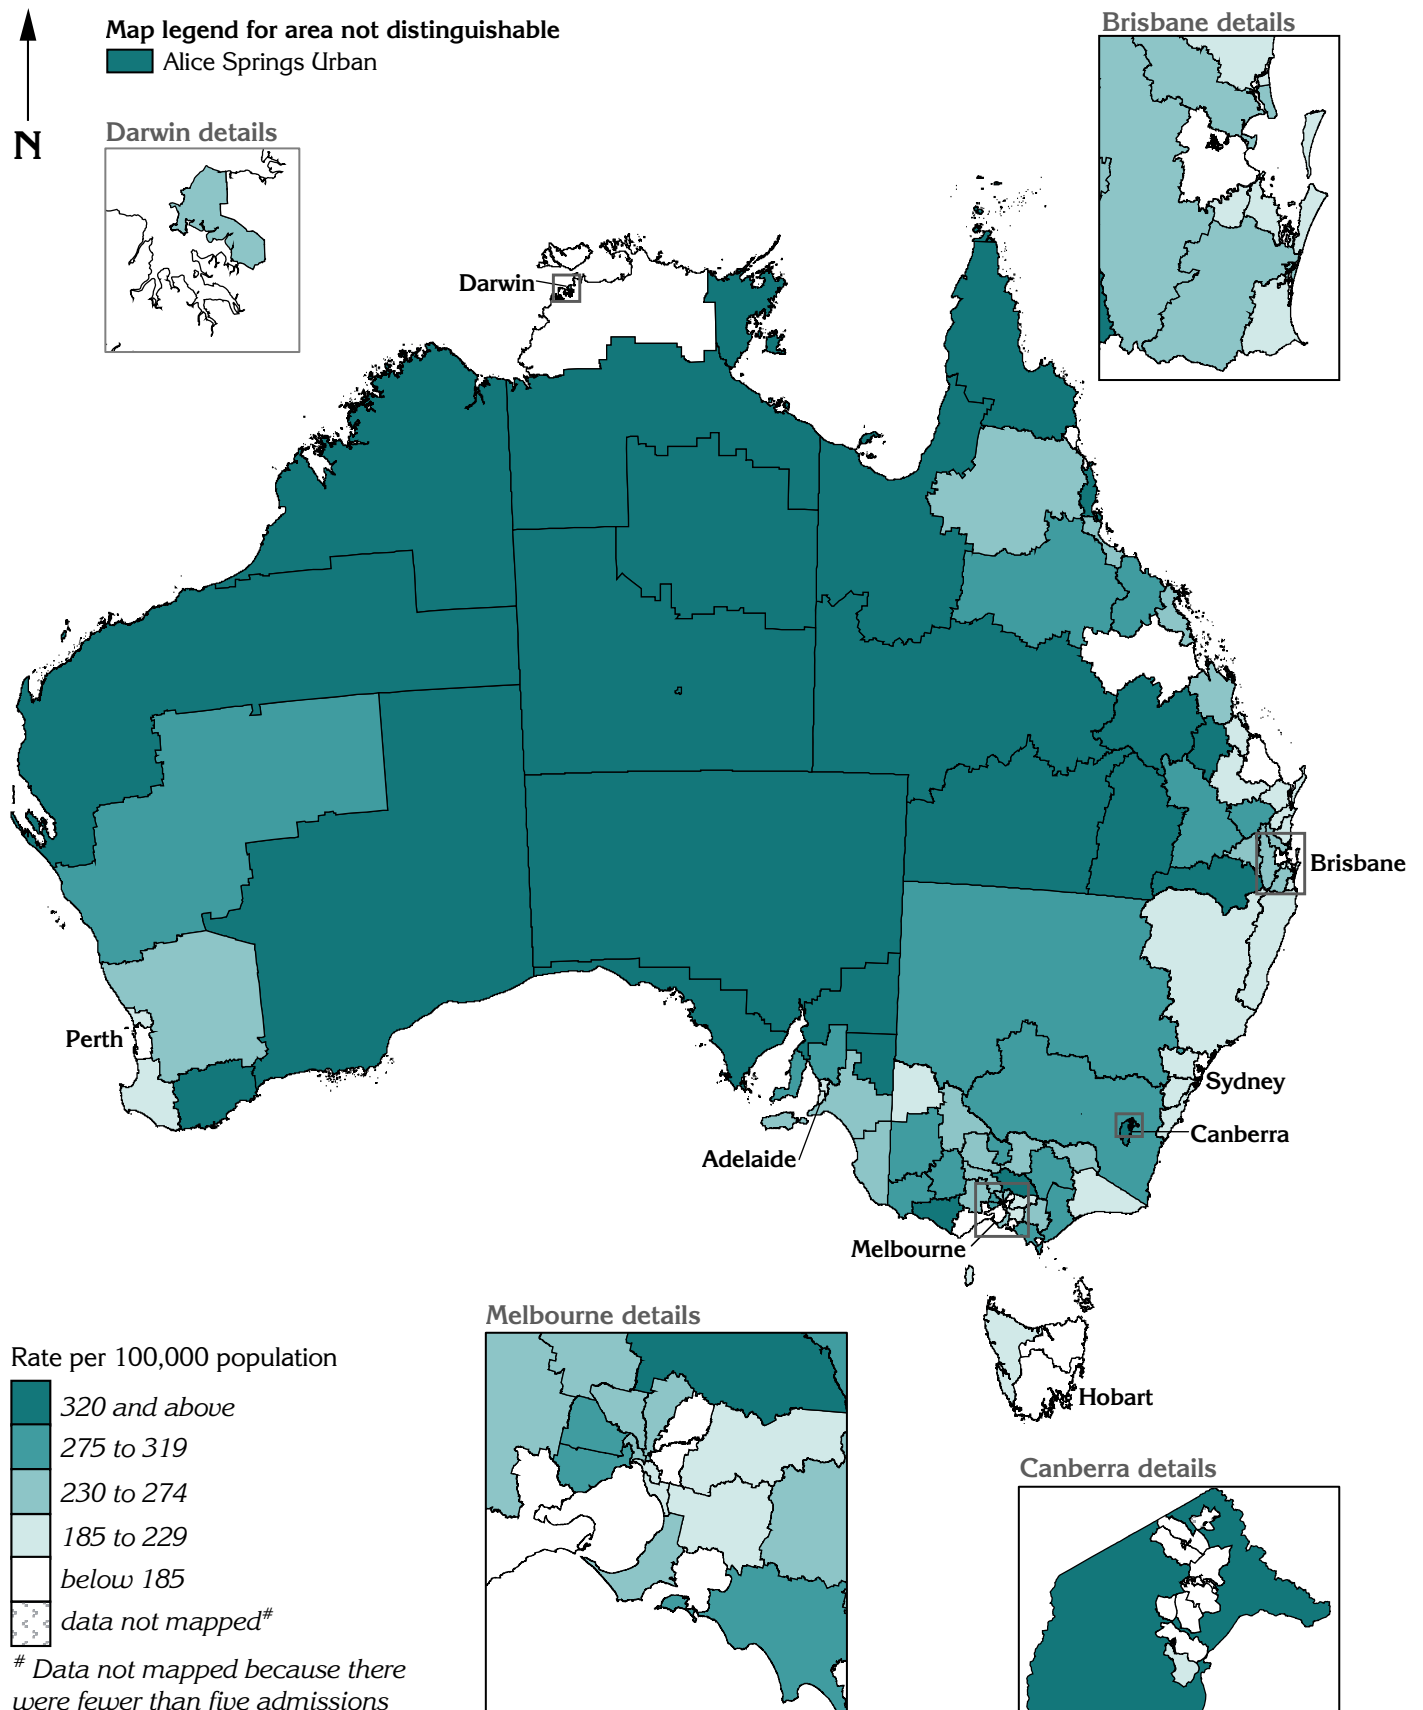 Map legend for area not distinguishable
Alice Springs Urban
Brisbane details
N
Darwin details
Darwin
Brisbane
Perth
Sydney
Canberra
Adelaide
Melbourne
Hobart
Melbourne details
Canberra details
Rate per 100,000 population
320 and above
275 to 319
230 to 274
185 to 229
below 185
data not mapped#
# Data not mapped because there
were fewer than five admissions